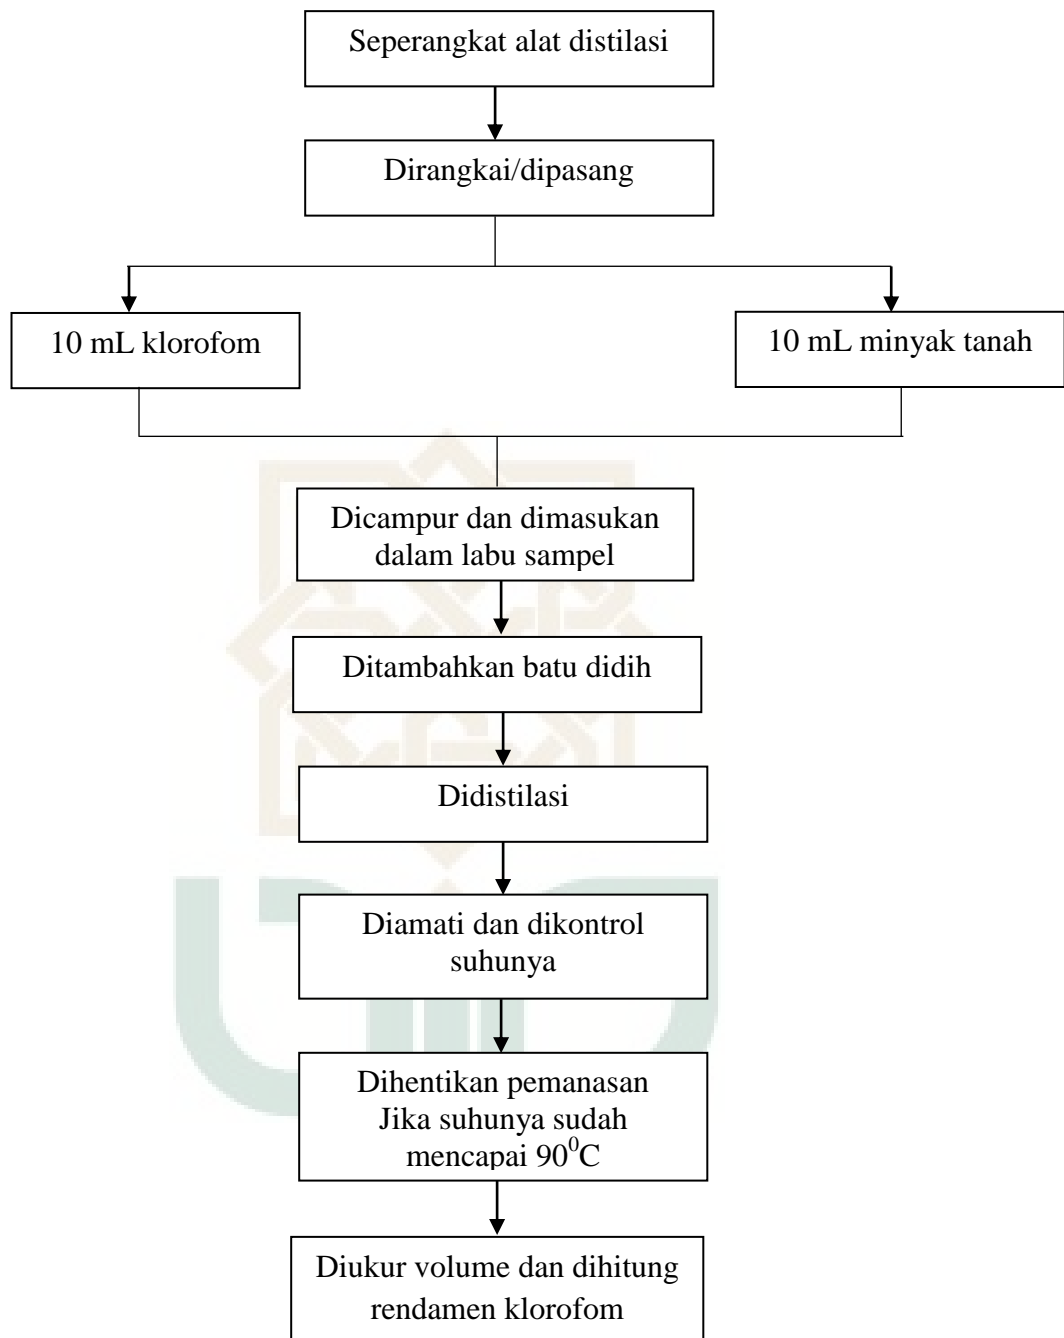 Seperangkat alat distilasi
Dirangkai/dipasang
10 mL klorofom
10 mL minyak tanah
Dicampur dan dimasukan
dalam labu sampel
Ditambahkan batu didih
Didistilasi
Diamati dan dikontrol
suhunya
Dihentikan pemanasan
Jika suhunya sudah
mencapai 90⁰C
Diukur volume dan dihitung
rendamen klorofom